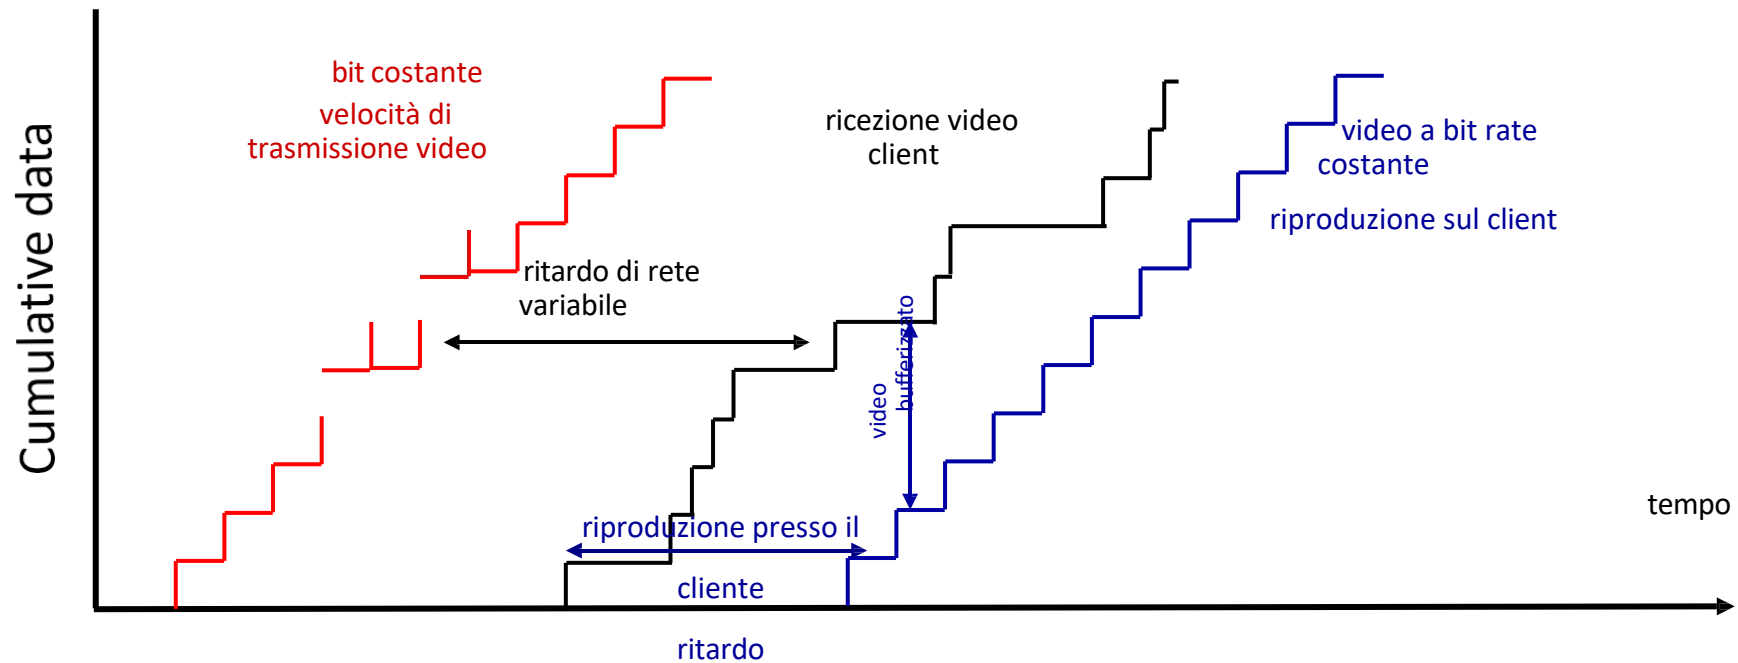 bit costante
velocità di
trasmissione video
ricezione video
client
video a bit rate
costante
riproduzione sul client
Cumulative data
ritardo di rete
variabile
video
bufferizzato
tempo
riproduzione presso il
cliente
ritardo